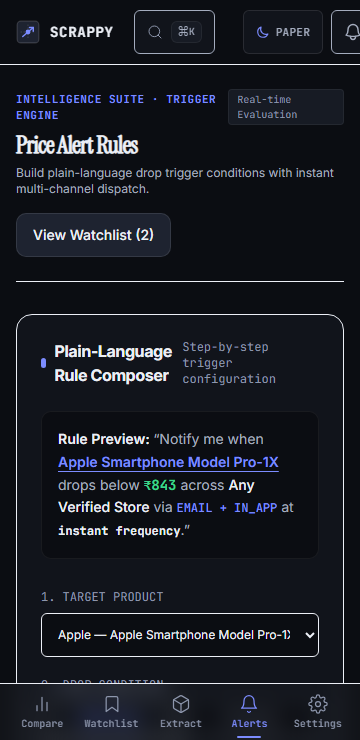 SCRAPPY
⌘K
PAPER
INTELLIGENCE SUITE · TRIGGER
ENGINE
Real-time
Evaluation
Price Alert Rules
Build plain-language drop trigger conditions with instant
multi-channel dispatch.
View Watchlist (2)
Plain-Language
Rule Composer
Step-by-step
trigger
configuration
Rule Preview: "Notify me when
Apple Smartphone Model Pro-1X
drops below ₹843 across Any
Verified Store via EMAIL + IN_APP at
instant frequency."
1. TARGET PRODUCT
Apple — Apple Smartphone Model Pro-1X
2. DROP CONDITION
Compare
Watchlist
Extract
Alerts
Settings